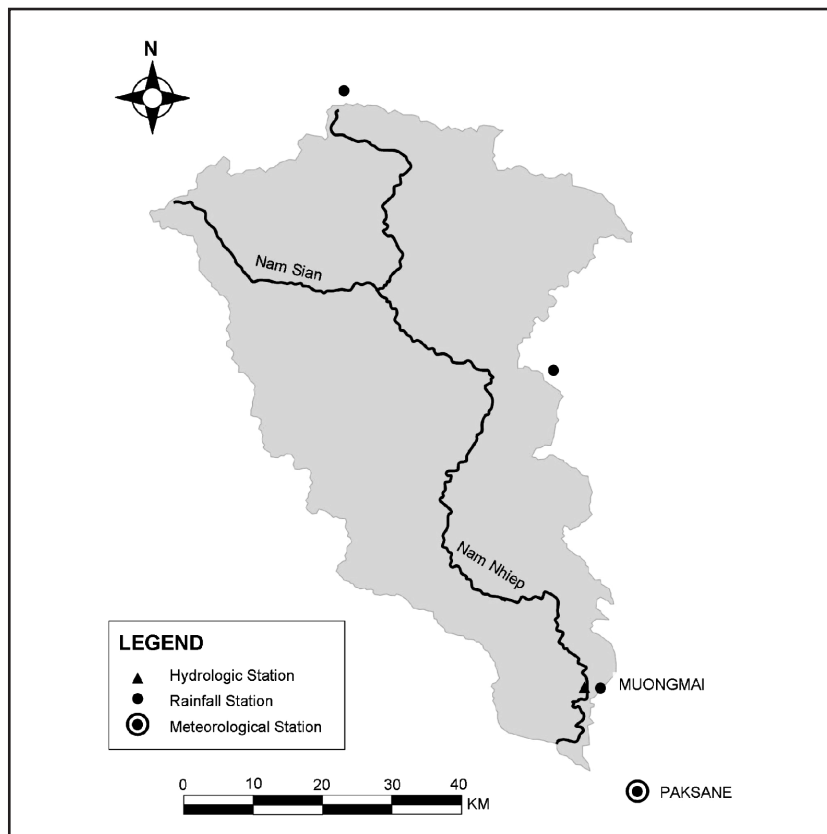 N
Nam Sian
Nam Nhiep
LEGEND
Hydrologic Station
Rainfall Station
Meteorological Station
MUONGMAI
0 10 20 30 40
KM
PAKSANE